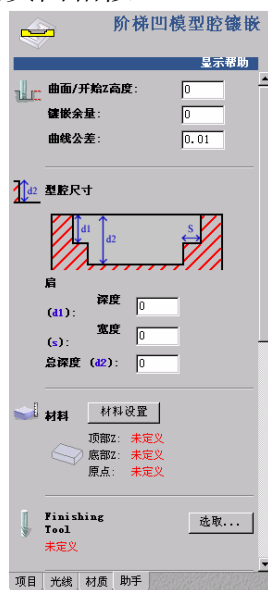 阶梯凹模型腔镶嵌
显示帮助
曲面/开始Z高度: 0
镶嵌余量: 0
曲线公差: 0.01
d2 型腔尺寸
d1
d2
S
肩
深度
(d1): 0
宽度
(s): 0
总深度 (d2): 0
材料 材料设置
顶部Z: 未定义
底部Z: 未定义
原点: 未定义
Finishing
Tool
选取...
未定义
项目 光线 材质 助手